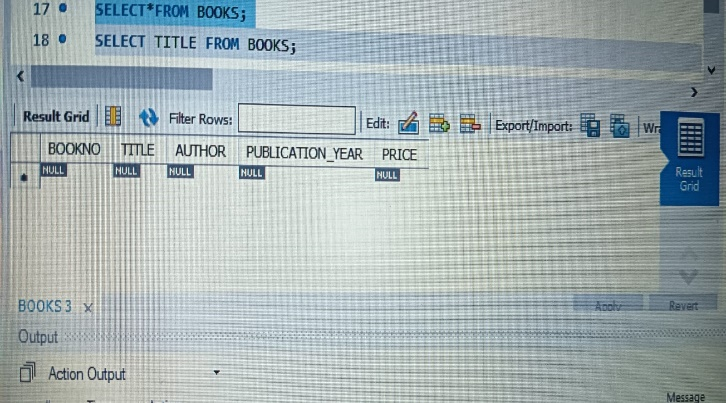 17 SELECT*FROM BOOKS;
18 SELECT TITLE FROM BOOKS;
Result Grid Filter Rows: Edit: Export/Import:
BOOKNO TITLE AUTHOR PUBLICATION_YEAR PRICE
NULL NULL NULL NULL NULL
Result
Grid
BOOKS 3 x Apply Revert
Output
Action Output
Message